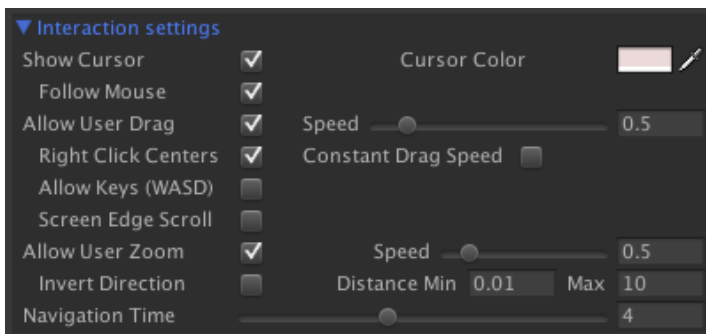 Interaction settings
Show Cursor Cursor Color
Follow Mouse
Allow User Drag Speed 0.5
Right Click Centers Constant Drag Speed
Allow Keys (WASD)
Screen Edge Scroll
Allow User Zoom Speed 0.5
Invert Direction Distance Min 0.01 Max 10
Navigation Time 4